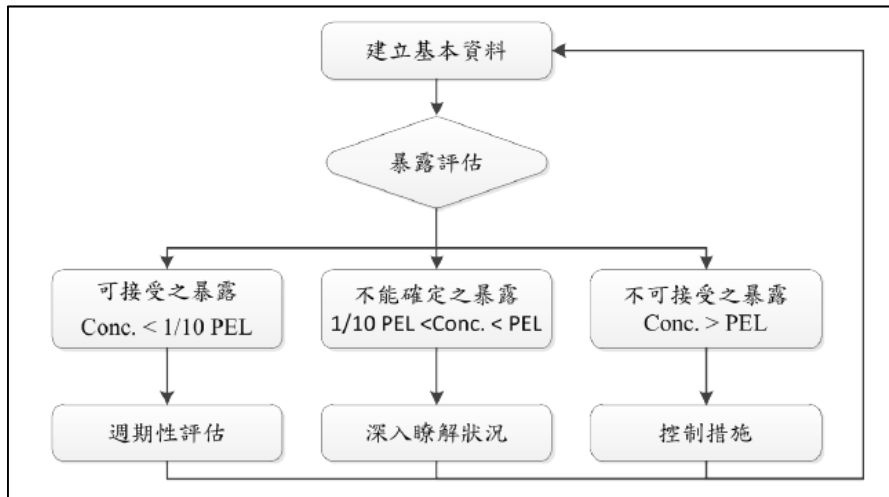 建立基本資料
暴露評估
可接受之暴露
Conc. < 1/10 PEL
不能確定之暴露
1/10 PEL <Conc. < PEL
不可接受之暴露
Conc. > PEL
週期性評估
深入瞭解狀況
控制措施